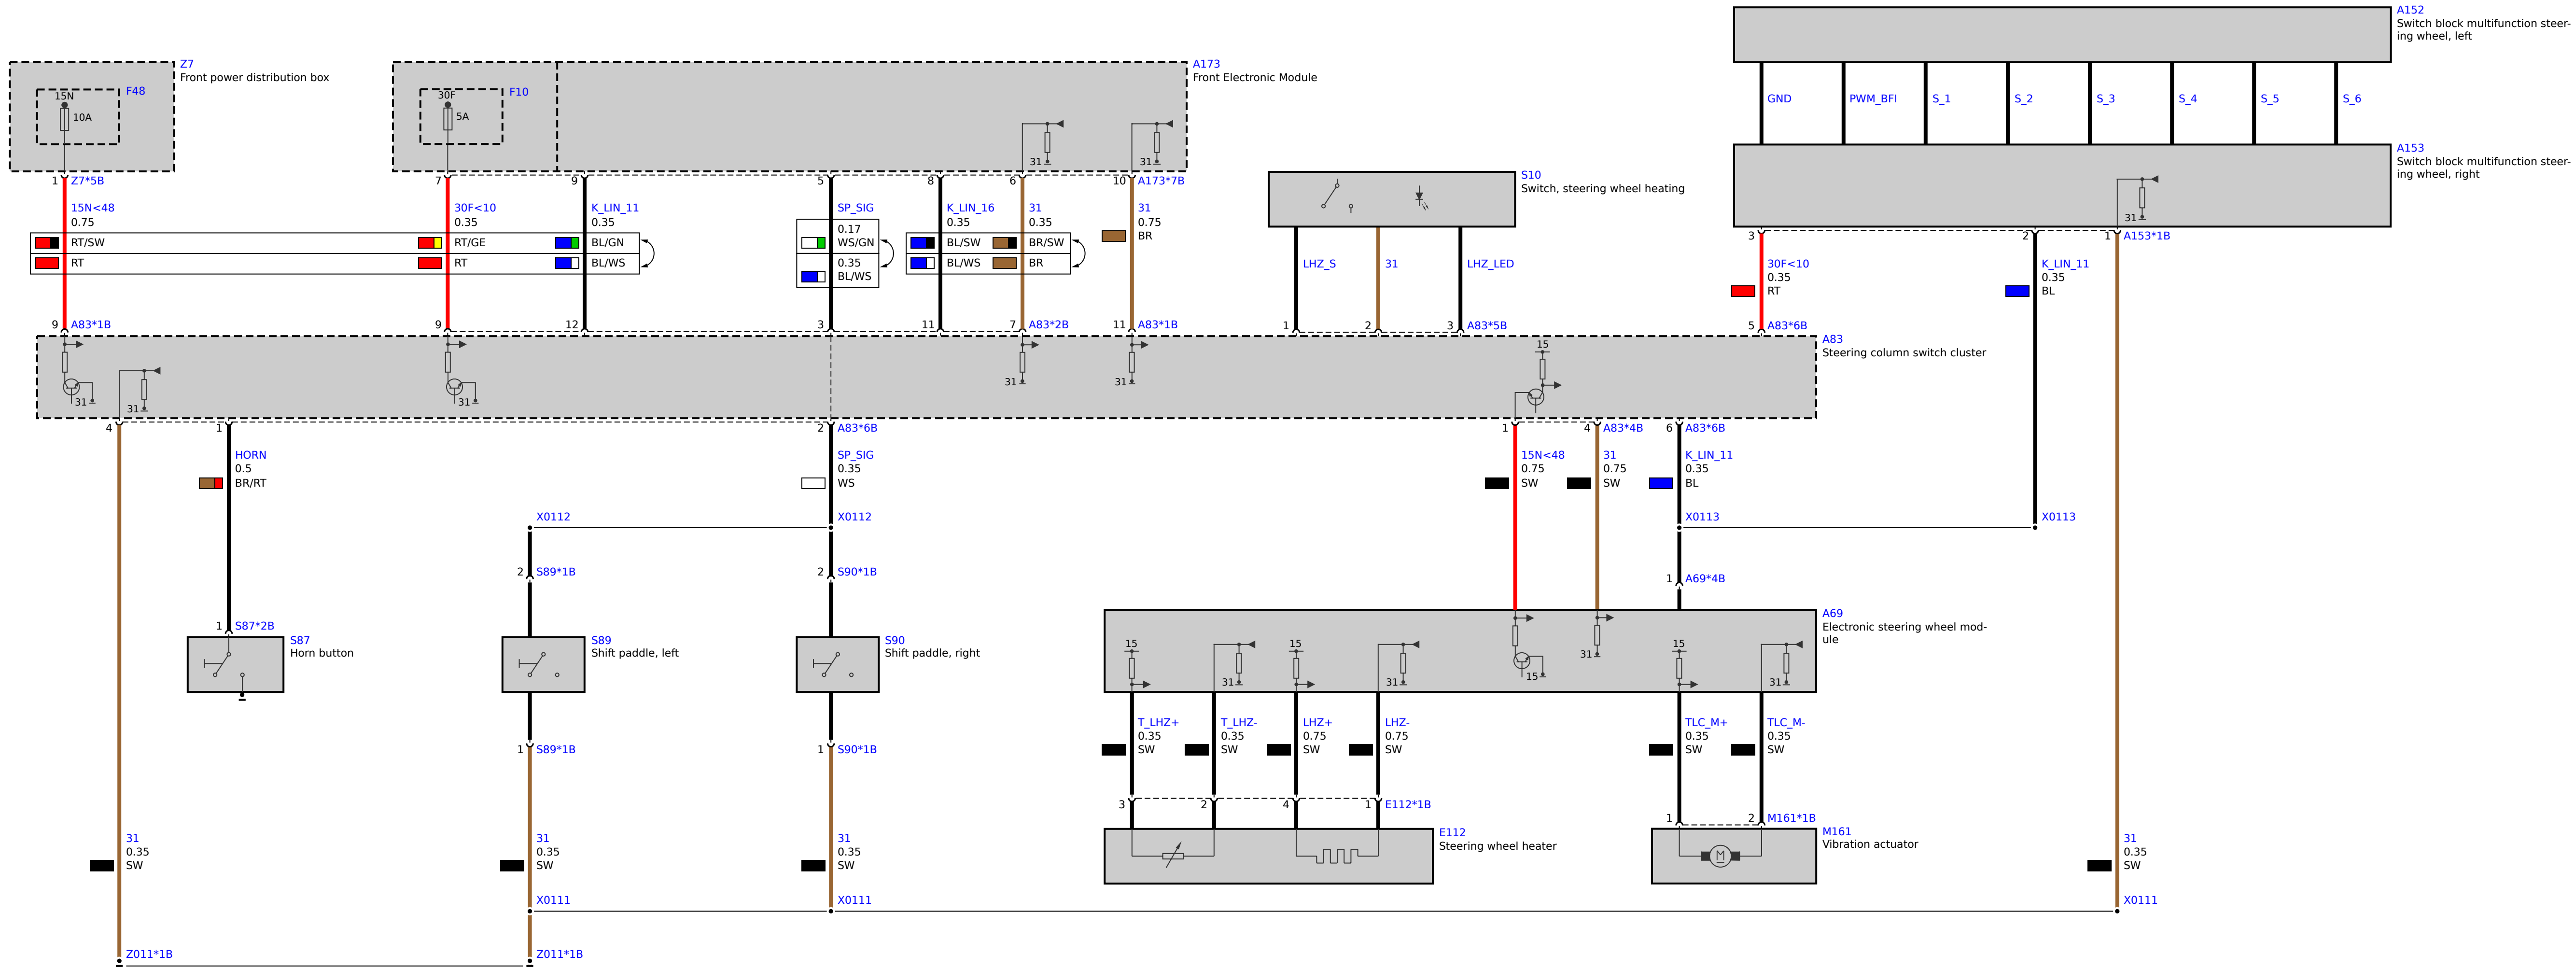 A152
Switch block multifunction steer-
ing wheel, left
Z7
Front power distribution box
F48
15N
10A
A173
Front Electronic Module
F10
30F
5A
31
31
GND
PWM_BFI
S_1
S_2
S_3
S_4
S_5
S_6
A153
Switch block multifunction steer-
ing wheel, right
31
S10
Switch, steering wheel heating
1
Z7*5B
7
9
5
8
6
10
A173*7B
15N<48
0.75
RT/SW
RT
30F<10
0.35
RT/GE
RT
K_LIN_11
0.35
BL/GN
BL/WS
SP_SIG
0.17
WS/GN
0.35
BL/WS
K_LIN_16
0.35
BL/SW
BL/WS
31
0.35
BR/SW
BR
31
0.75
BR
LHZ_S
31
LHZ_LED
3
2
1
A153*1B
30F<10
0.35
RT
K_LIN_11
0.35
BL
9
A83*1B
9
12
3
11
7
A83*2B
11
A83*1B
1
2
3
A83*5B
5
A83*6B
A83
Steering column switch cluster
31
31
31
31
31
15
4
1
2
A83*6B
1
4
A83*4B
6
A83*6B
HORN
0.5
BR/RT
SP_SIG
0.35
WS
15N<48
0.75
SW
31
0.75
SW
K_LIN_11
0.35
BL
X0112
X0112
X0113
X0113
2
S89*1B
2
S90*1B
1
A69*4B
1
S87*2B
S87
Horn button
S89
Shift paddle, left
S90
Shift paddle, right
A69
Electronic steering wheel mod-
ule
15
31
15
31
15
31
15
31
T_LHZ+
0.35
SW
T_LHZ-
0.35
SW
LHZ+
0.75
SW
LHZ-
0.75
SW
TLC_M+
0.35
SW
TLC_M-
0.35
SW
1
S89*1B
1
S90*1B
3
2
4
1
E112*1B
1
2
M161*1B
E112
Steering wheel heater
M161
Vibration actuator
M
31
0.35
SW
31
0.35
SW
31
0.35
SW
31
0.35
SW
X0111
X0111
X0111
Z011*1B
Z011*1B